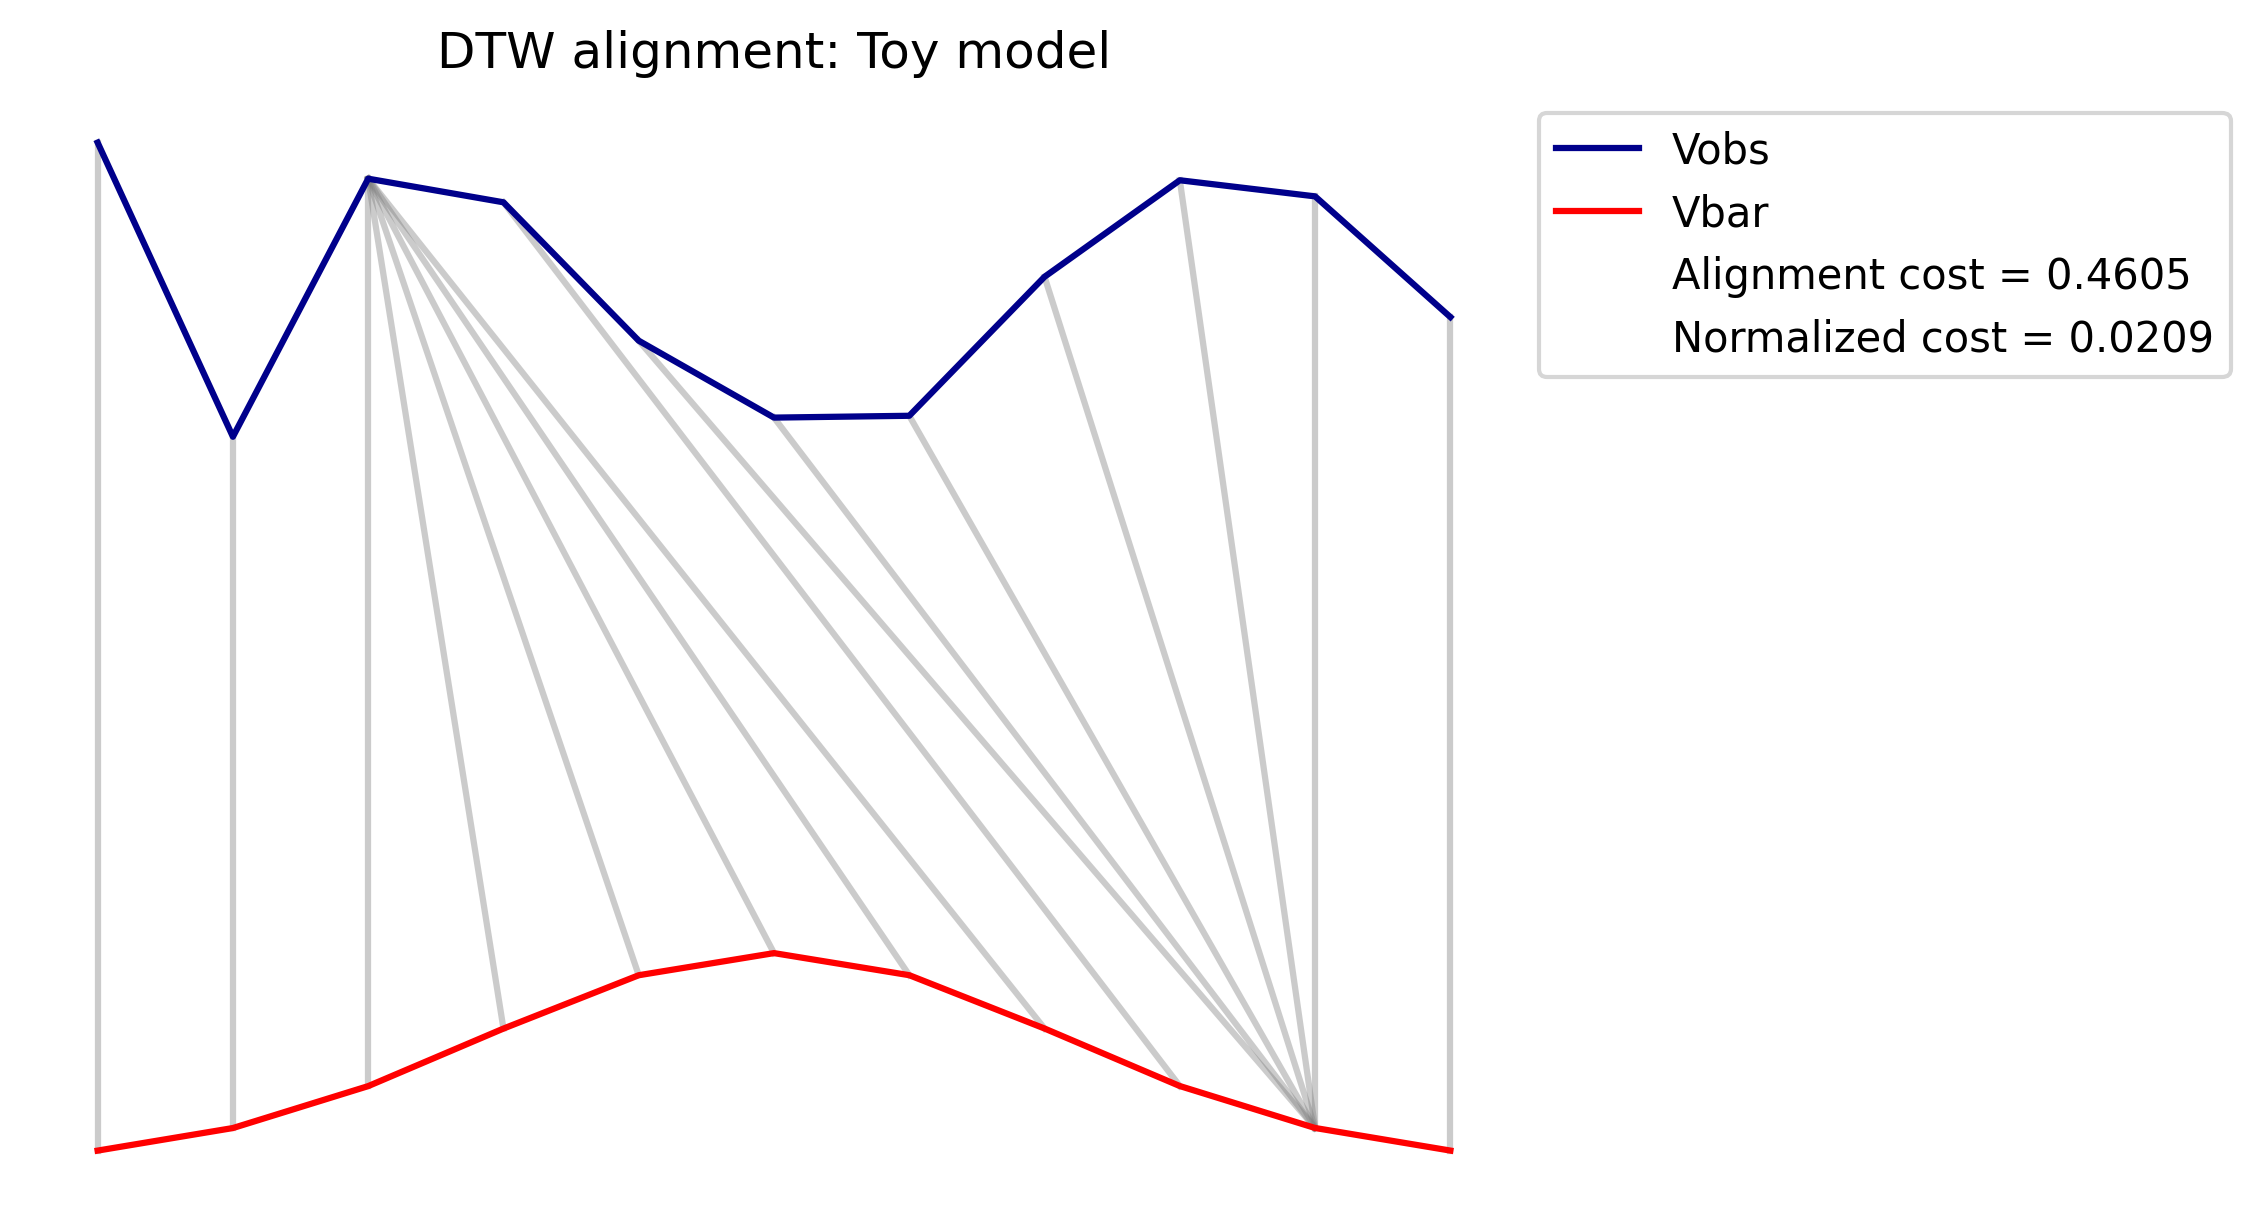 DTW alignment: Toy model
Vobs
Vbar
Alignment cost = 0.4605
Normalized cost = 0.0209